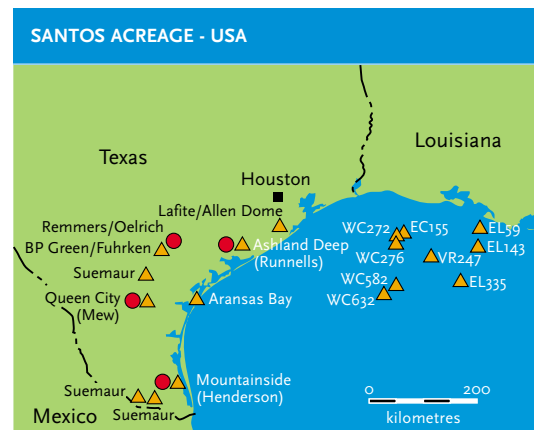 SANTOS ACREAGE - USA
Louisiana
Texas
Houston
Lafite/Allen Dome
Remmers/Oelrich
BP Green/Fuhrken
Ashland Deep
(Runnells)
WC272
EC155
EL59
WC276
VR247
EL143
Suemaur
WC582
EL335
Queen City
(Mew)
Aransas Bay
WC632
Mountainside
(Henderson)
Suemaur
Suemaur
Mexico
0
200
kilometres